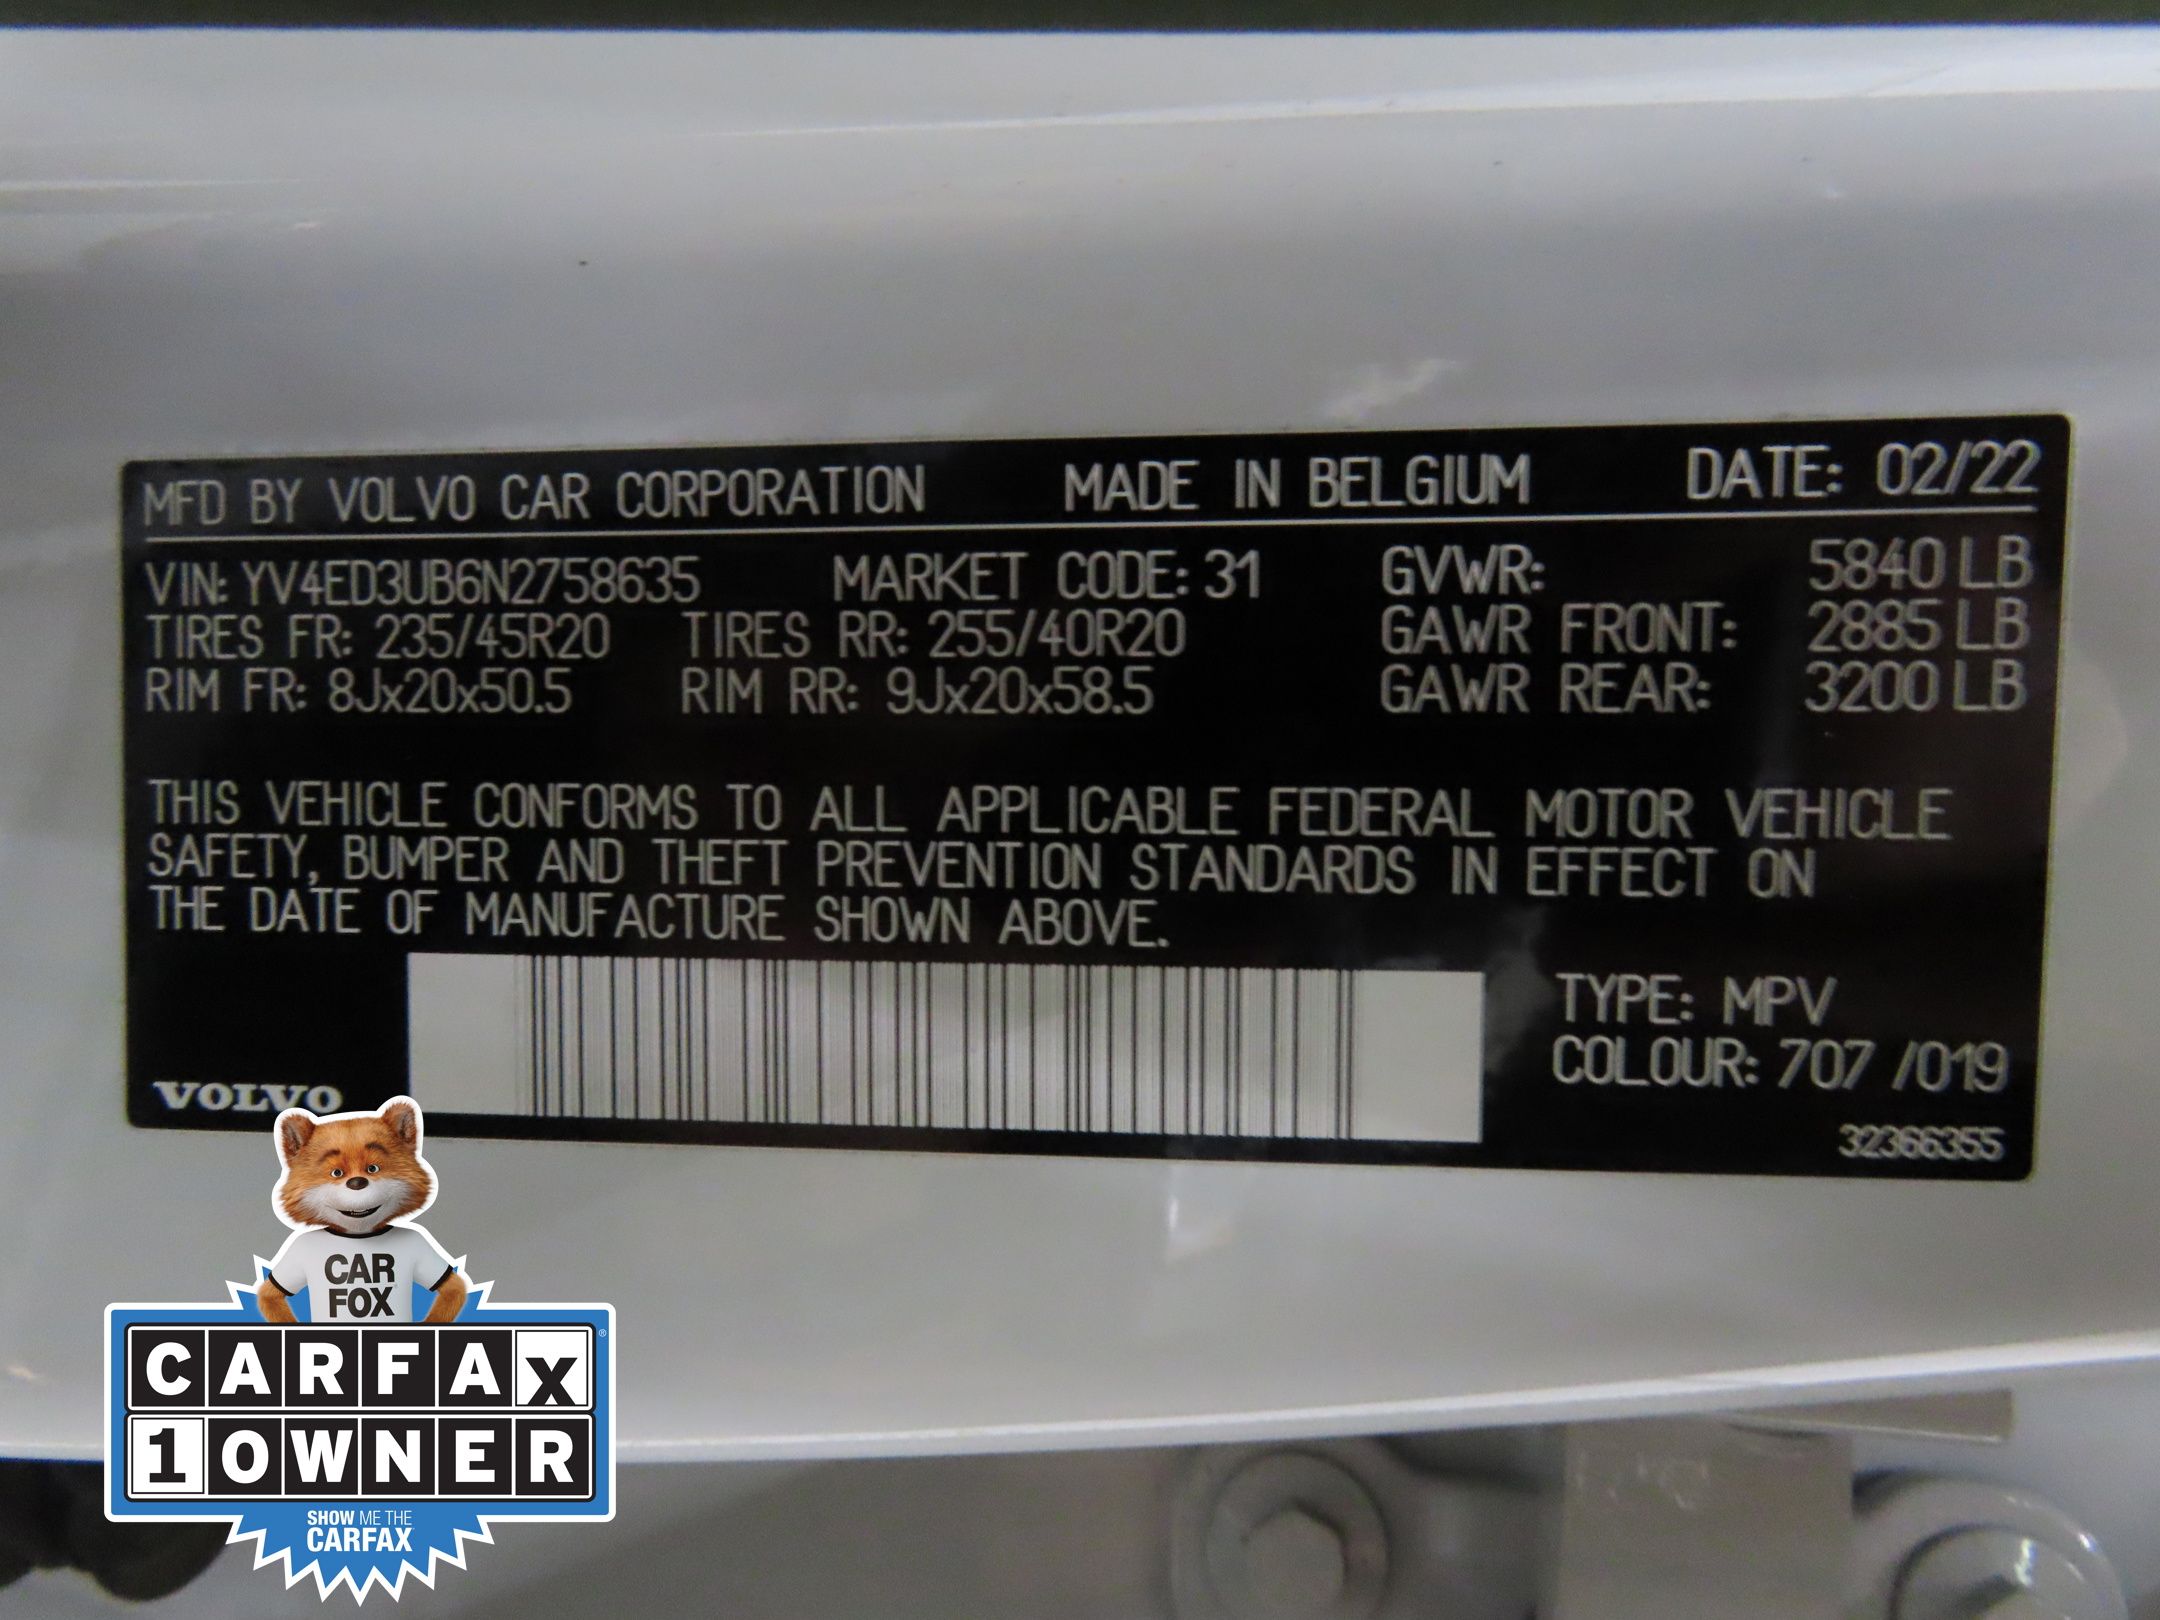 MFD BY VOLVO CAR CORPORATION MADE IN BELGIUM DATE: 02/22
VIN: YV4ED3UB6N2758635 MARKET CODE: 31 GVWR: 5840 LB
TIRES FR: 235/45R20 TIRES RR: 255/40R20 GAWR FRONT: 2885 LB
RIM FR: 8Jx20x50.5 RIM RR: 9Jx20x58.5 GAWR REAR: 3200 LB
THIS VEHICLE CONFORMS TO ALL APPLICABLE FEDERAL MOTOR VEHICLE
SAFETY, BUMPER AND THEFT PREVENTION STANDARDS IN EFFECT ON
THE DATE OF MANUFACTURE SHOWN ABOVE.
TYPE: MPV
COLOUR: 707 /019
VOLVO
32366355
CAR
FOX
CARFAX®
1 OWNER
SHOW ME THE
CARFAX